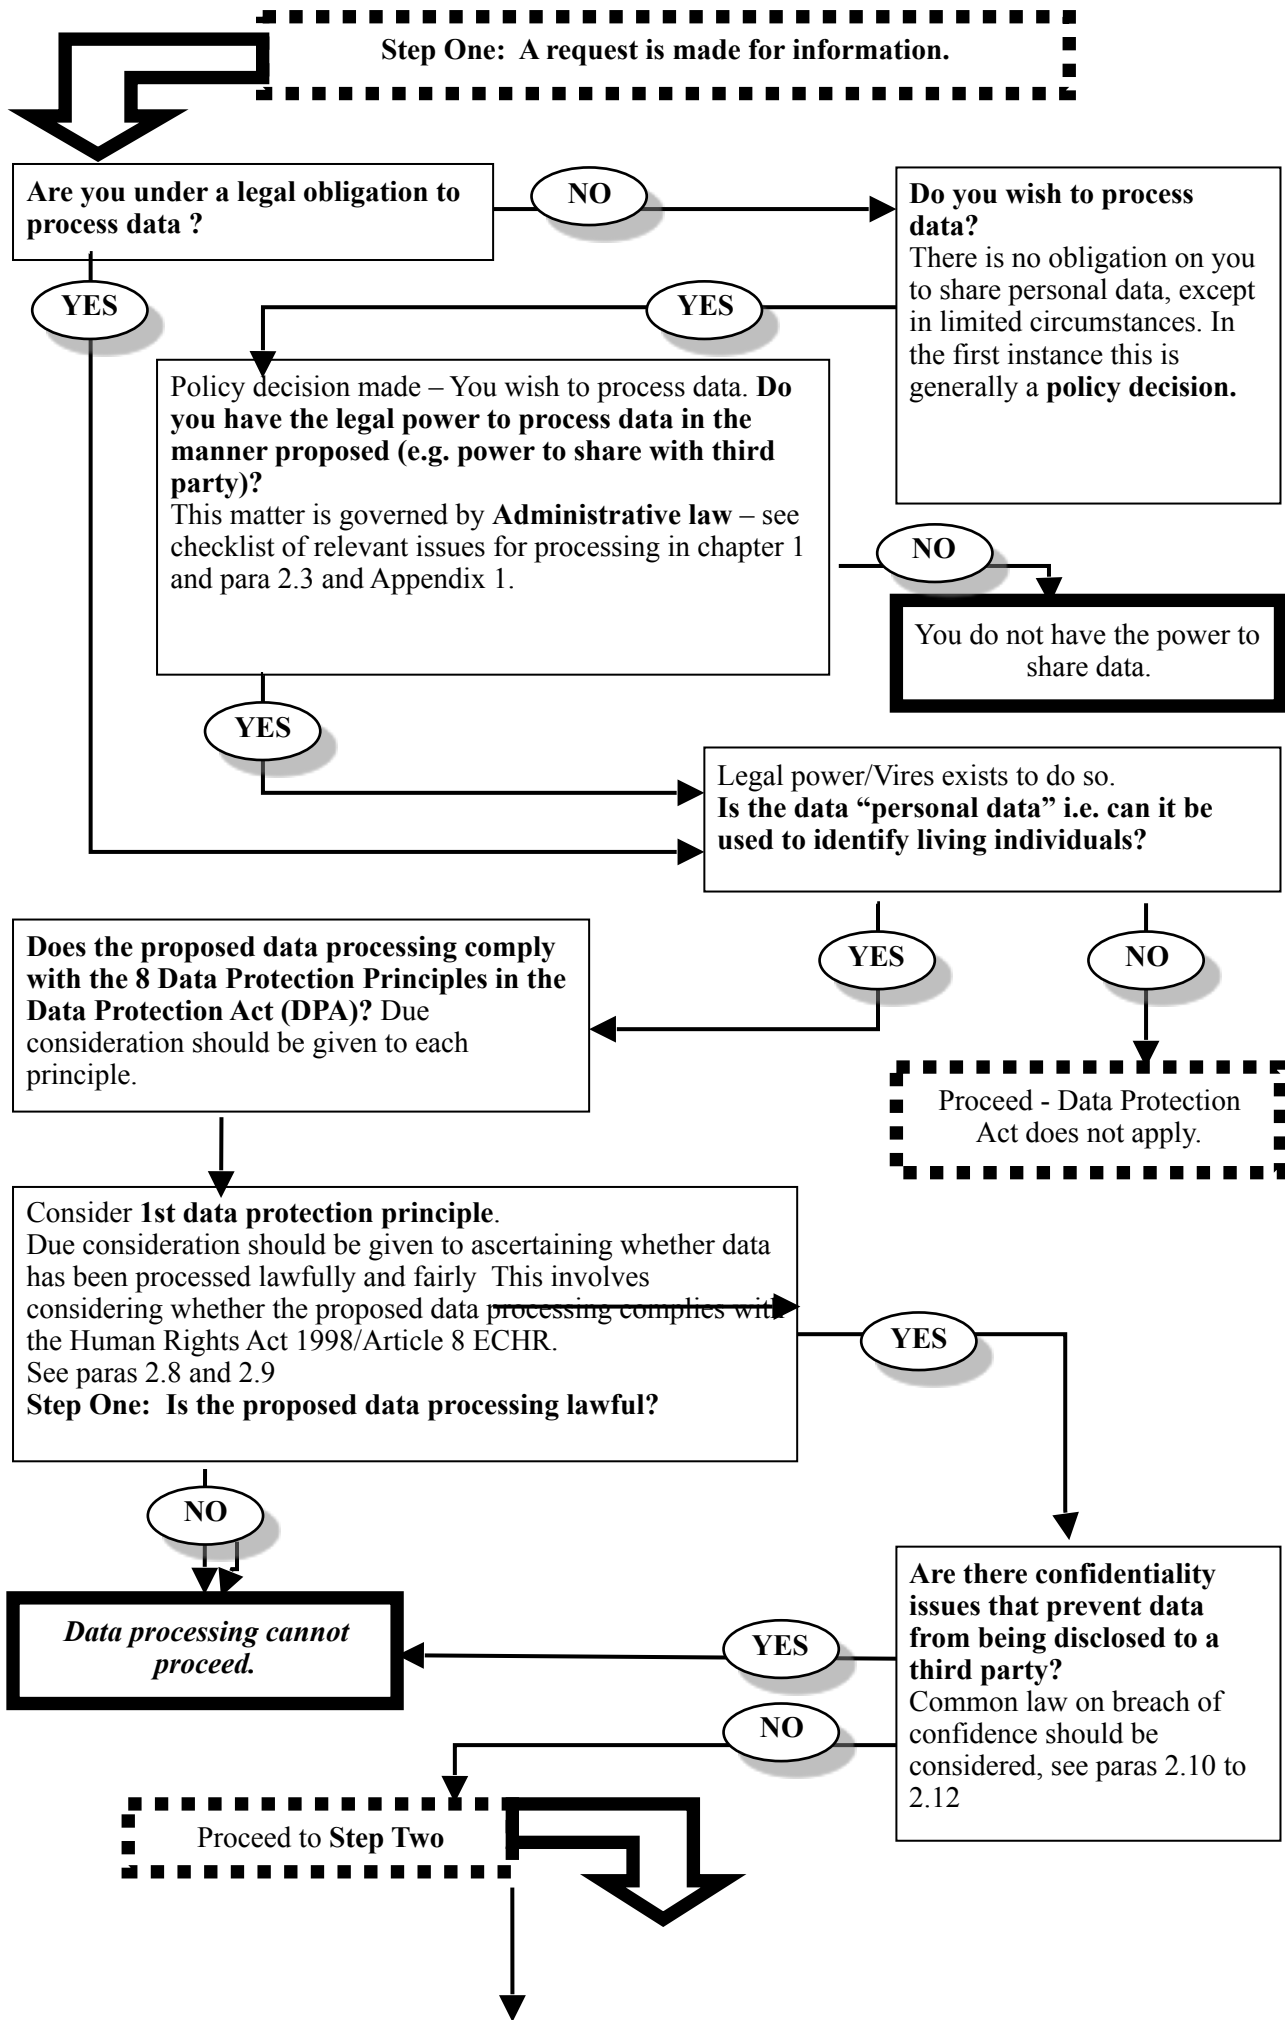 Step One:  A request is made for information.
Are you under a legal obligation to
process data ?
NO
Do you wish to process
data?
There is no obligation on you
to share personal data, except
in limited circumstances. In
the first instance this is
generally a policy decision.
YES
YES
Policy decision made – You wish to process data. Do
you have the legal power to process data in the
manner proposed (e.g. power to share with third
party)?
This matter is governed by Administrative law – see
checklist of relevant issues for processing in chapter 1
and para 2.3 and Appendix 1.
NO
You do not have the power to
share data.
YES
Legal power/Vires exists to do so.
Is the data “personal data” i.e. can it be
used to identify living individuals?
YES
NO
Does the proposed data processing comply
with the 8 Data Protection Principles in the
Data Protection Act (DPA)? Due
consideration should be given to each
principle.
Proceed - Data Protection
Act does not apply.
Consider 1st data protection principle.
Due consideration should be given to ascertaining whether data
has been processed lawfully and fairly  This involves
considering whether the proposed data processing complies with
the Human Rights Act 1998/Article 8 ECHR.
See paras 2.8 and 2.9
Step One:  Is the proposed data processing lawful?
YES
NO
Data processing cannot
proceed.
Are there confidentiality
issues that prevent data
from being disclosed to a
third party?
Common law on breach of
confidence should be
considered, see paras 2.10 to
2.12
YES
NO
Proceed to Step Two